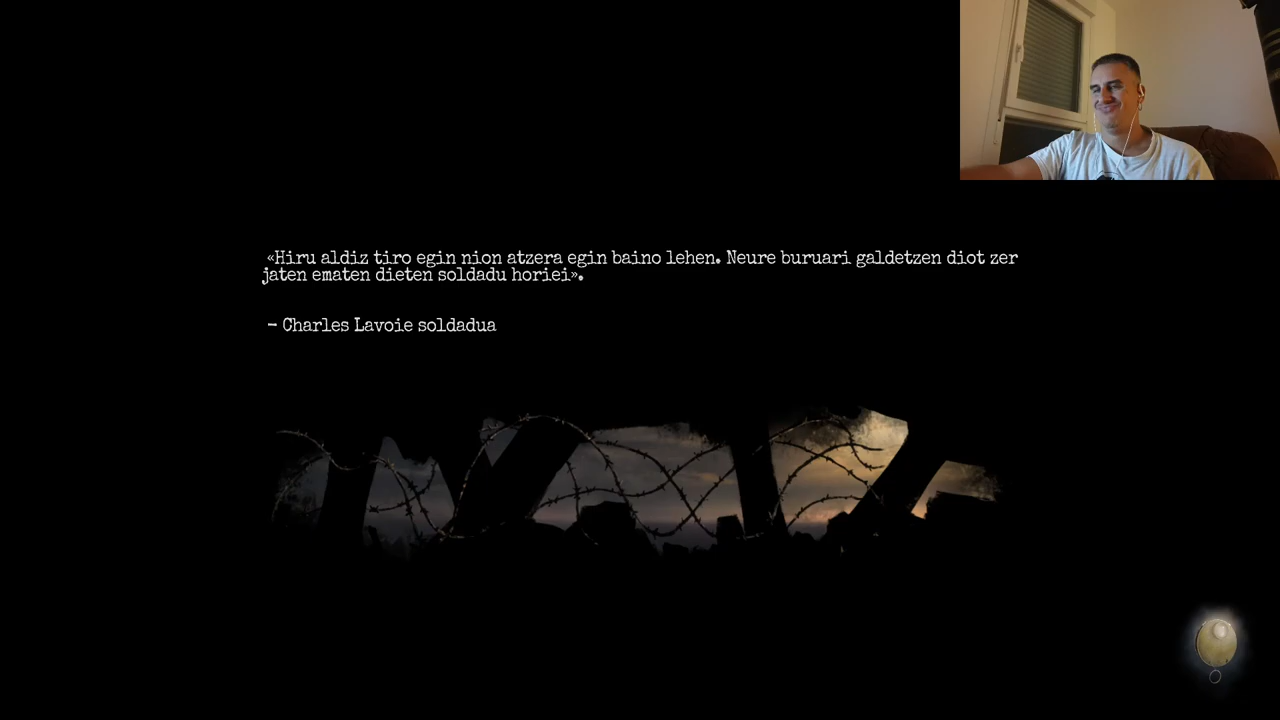 «Hiru aldiz tiro egin nion atzera egin baino lehen. Neure buruari galdetzen diot zer
jaten ematen dieten soldadu horiei».
- Charles Lavoie soldadua